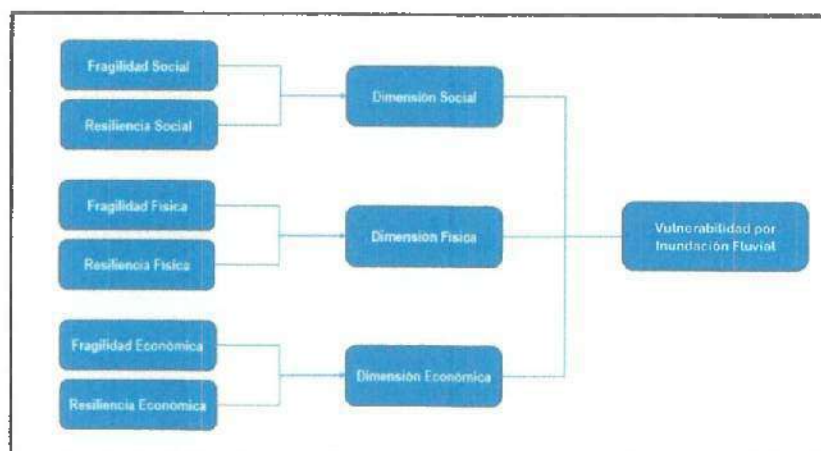 Fragilidad Social
Resiliencia Social
Dimensión Social
Fragilidad Física
Resiliencia Física
Dimensión Física
Vulnerabilidad por
Inundación Fluvial
Fragilidad Económica
Resiliencia Económica
Dimensión Económica